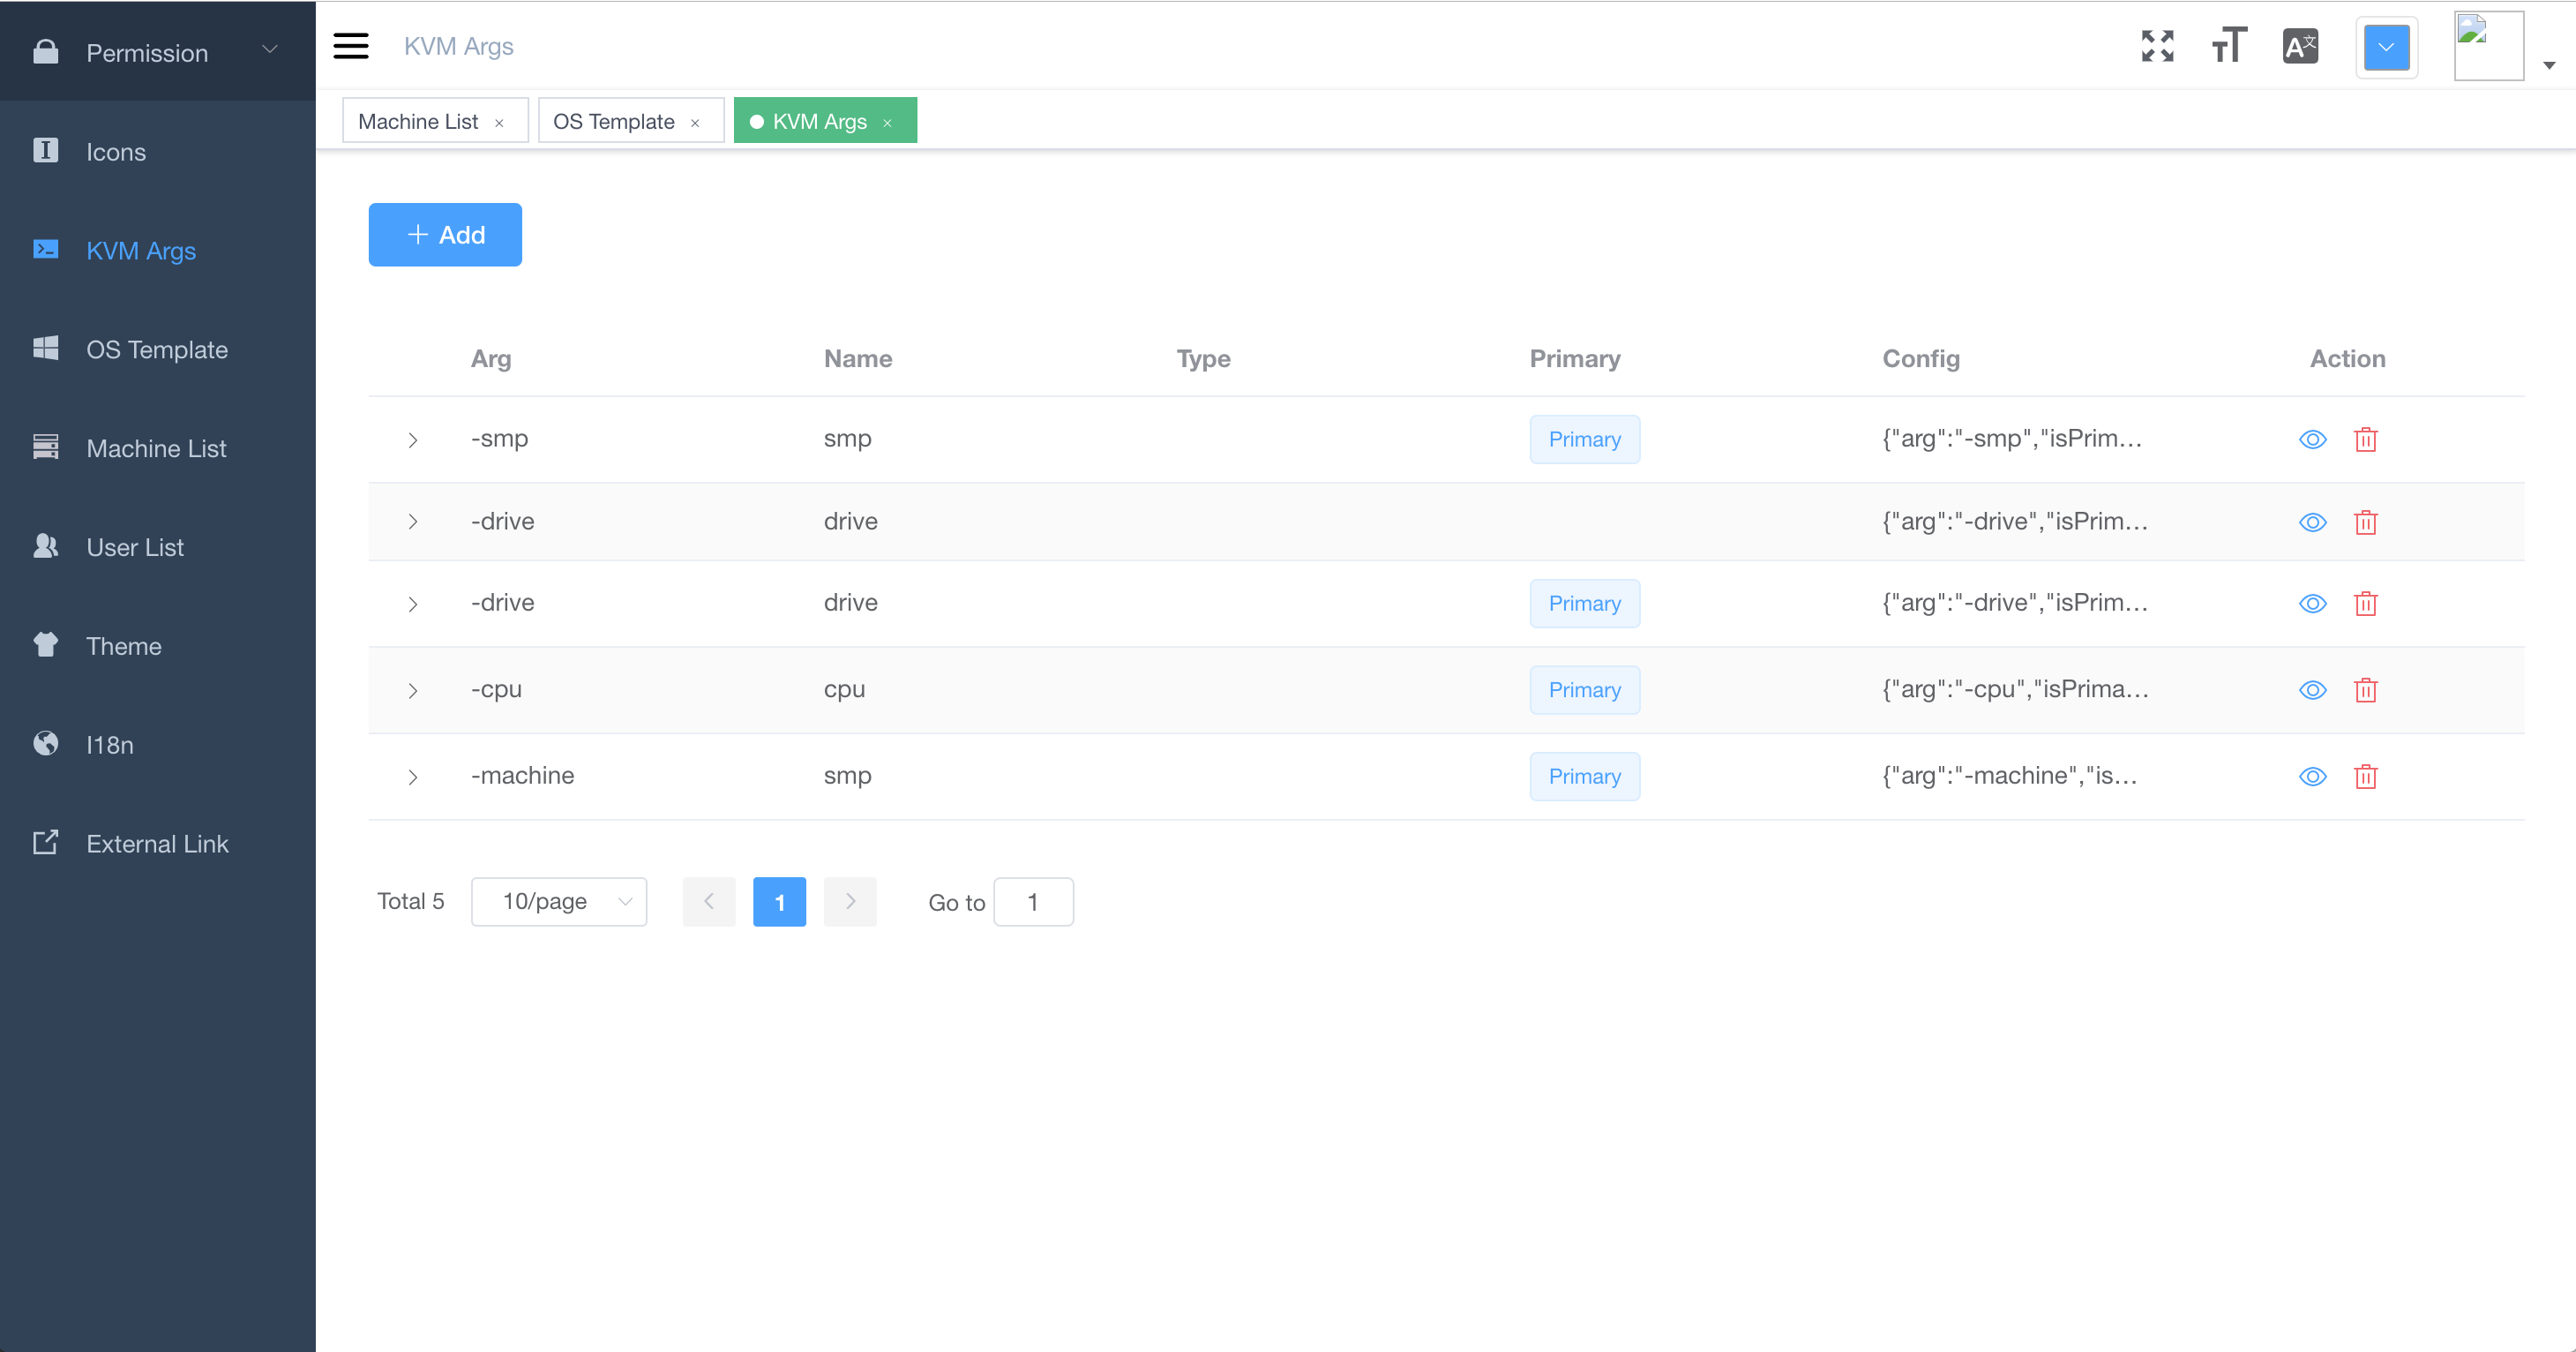 Permission
Icons
KVM Args
OS Template
Machine List
User List
Theme
I18n
External Link
KVM Args
Machine List × OS Template × KVM Args ×
+ Add
Arg Name Type Primary Config Action
-smp smp Primary {"arg":"-smp","isPrim...
-drive drive {"arg":"-drive","isPrim...
-drive drive Primary {"arg":"-drive","isPrim...
-cpu cpu Primary {"arg":"-cpu","isPrima...
-machine smp Primary {"arg":"-machine","is...
Total 5 10/page 1 Go to 1